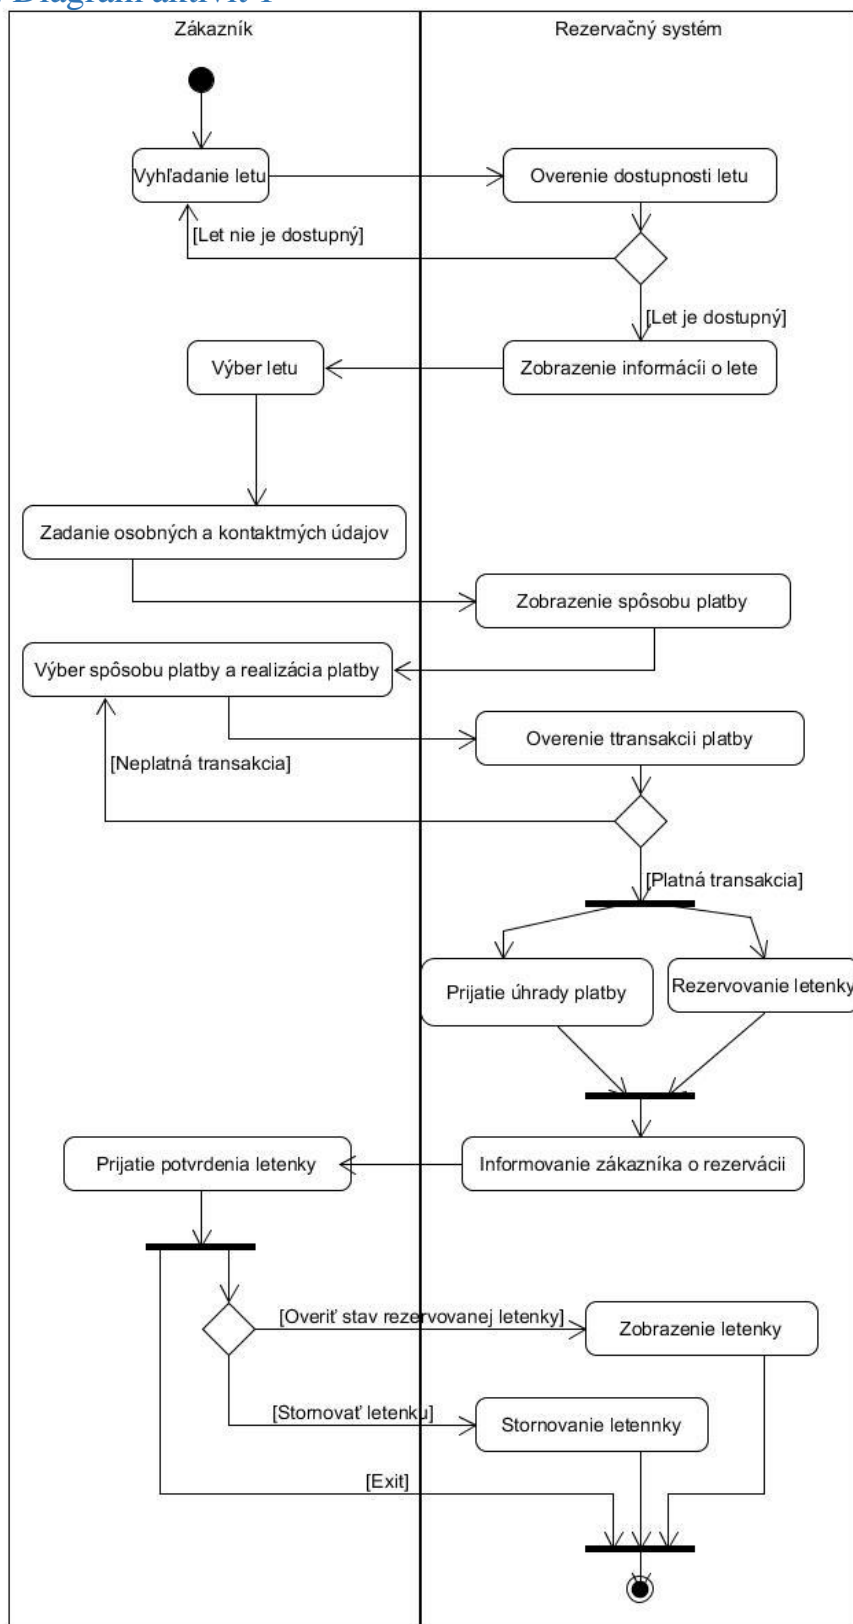 Diagram aktivít 1
Zákazník
Rezervačný systém
Vyhľadanie letu
Overenie dostupnosti letu
[Let nie je dostupný]
[Let je dostupný]
Výber letu
Zobrazenie informácíi o lete
Zadanie osobných a kontaktmých údajov
Zobrazenie spôsobu platby
Výber spôsobu platby a realizácia platby
Overenie ttransakcii platby
[Neplatná transakcia]
[Platná transakcia]
Prijatie úhrady platby
Rezervovanie letenky
Prijatie potvrdenia letenky
Informovanie zákazníka o rezervácii
[Overiť stav rezervovanej letenky]
Zobrazenie letenky
[Stornovať letenku]
Stornovanie letennky
[Exit]